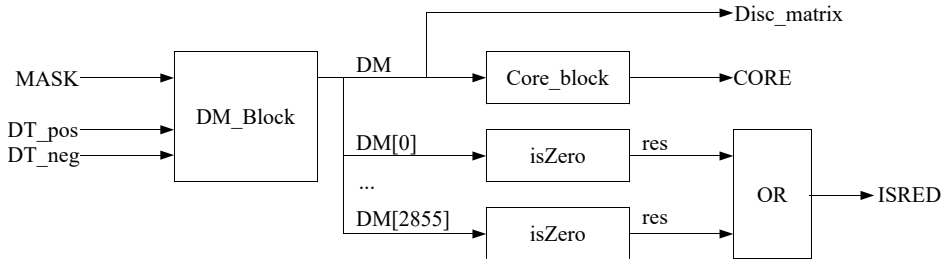 Disc_matrix
DM
MASK
Core_block
CORE
DM_Block
DT_pos
DM[0]
res
DT_neg
isZero
...
OR
ISRED
DM[2855]
res
isZero